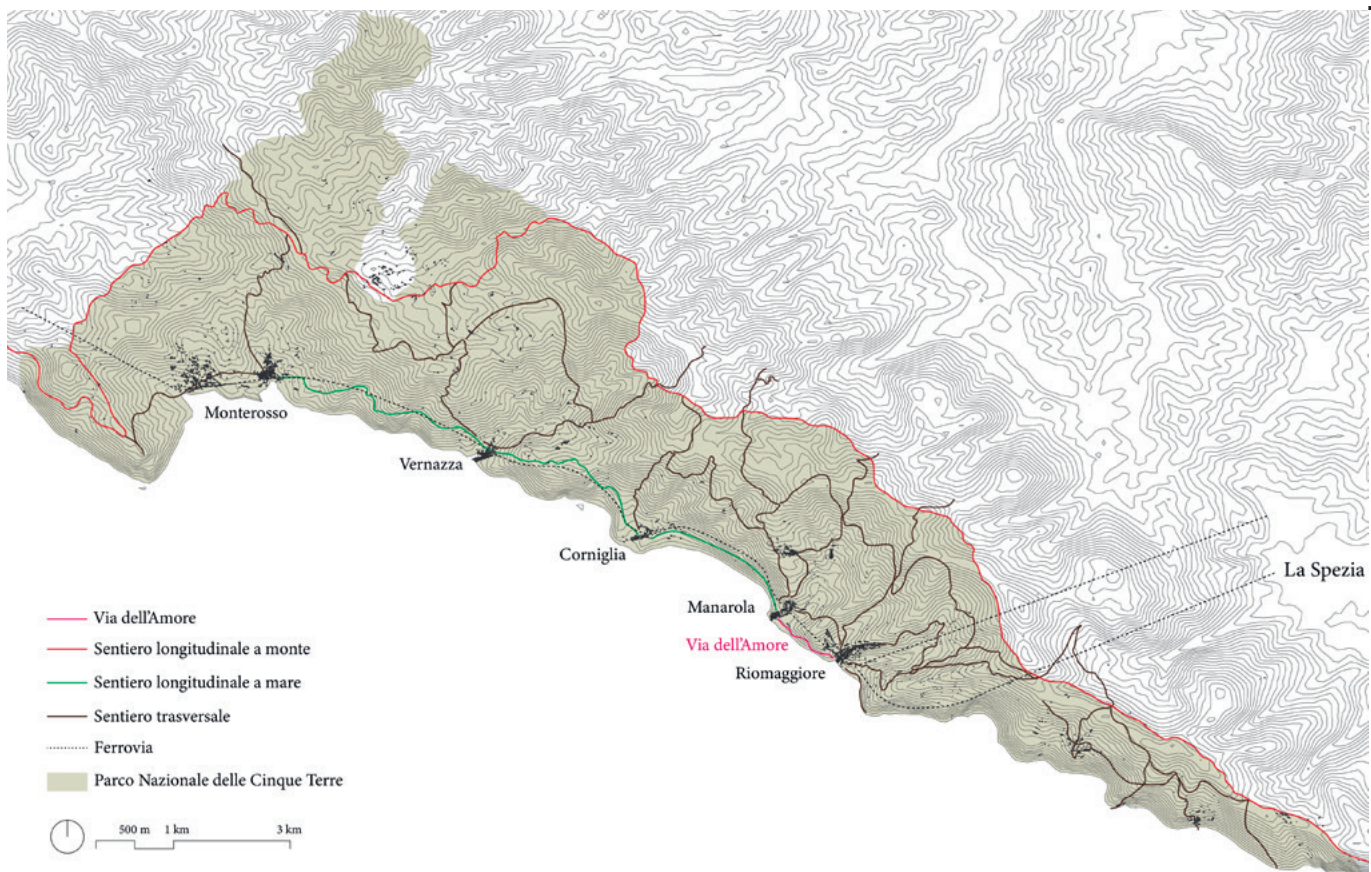 Monterosso
Vernazza
Corniglia
La Spezia
Manarola
Via dell'Amore
Riomaggiore
Via dell'Amore
Sentiero longitudinale a monte
Sentiero longitudinale a mare
Sentiero trasversale
Ferrovia
Parco Nazionale delle Cinque Terre
500 m 1 km 3 km